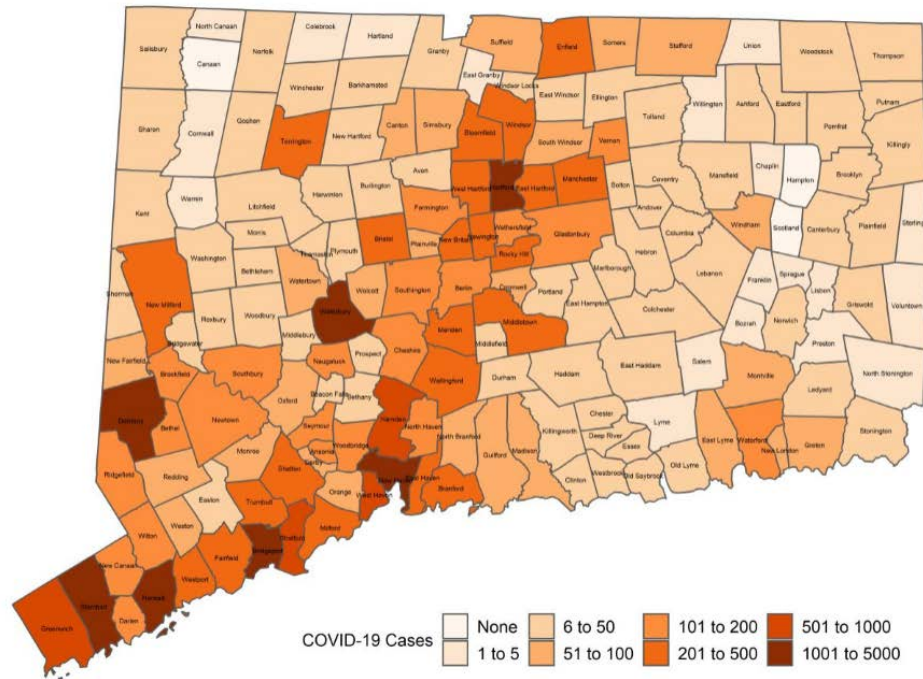 North Canaan
Colebrook
Hartland
Salisbury
Canaan
Norfolk
Granby
Suffield
Enfield
Somers
Stafford
Union
Woodstock
Thompson
East Granby
Windsor Locks
Winchester
Barkhamsted
East Windsor
Ellington
Willington
Ashford
Eastford
Putnam
Sharon
Cornwall
Goshen
Torrington
New Hartford
Canton
Simsbury
Bloomfield
Windsor
South Windsor
Vernon
Tolland
Pomfret
Killingly
Avon
West Hartford
Hartford
East Hartford
Manchester
Bolton
Coventry
Mansfield
Chaplin
Hampton
Brooklyn
Kent
Warren
Litchfield
Harwinton
Burlington
Farmington
Andover
Columbia
Windham
Scotland
Canterbury
Plainfield
Sterling
Morris
Bristol
Plainville
New Britain
Newington
Wethersfield
Glastonbury
Hebron
Washington
Bethlehem
Watertown
Thomaston
Plymouth
Rocky Hill
Marlborough
Lebanon
Franklin
Sprague
Lisbon
Griswold
Voluntown
Sherman
New Milford
Roxbury
Woodbury
Wolcott
Southington
Berlin
Cromwell
Portland
East Hampton
Colchester
Bozrah
Norwich
Preston
Waterbury
Middlebury
Bridgewater
Meriden
Middletown
Middlefield
Prospect
Cheshire
Naugatuck
New Fairfield
Brookfield
Southbury
Oxford
Beacon Falls
Bethany
Wallingford
Durham
Haddam
East Haddam
Salem
Montville
Ledyard
North Stonington
Danbury
Bethel
Newtown
Seymour
Hamden
North Haven
North Branford
Woodbridge
Ansonia
Derby
Killingworth
Chester
Deep River
Essex
Lyme
East Lyme
Waterford
New London
Groton
Stonington
Ridgefield
Redding
Monroe
Shelton
Guilford
Madison
Clinton
Westbrook
Old Saybrook
Old Lyme
Easton
Trumbull
Orange
West Haven
New Haven
East Haven
Branford
Wilton
Weston
Fairfield
Bridgeport
Stratford
Milford
New Canaan
Westport
Greenwich
Stamford
Darien
Norwalk
COVID-19 Cases
None 6 to 50 101 to 200 501 to 1000
1 to 5 51 to 100 201 to 500 1001 to 5000